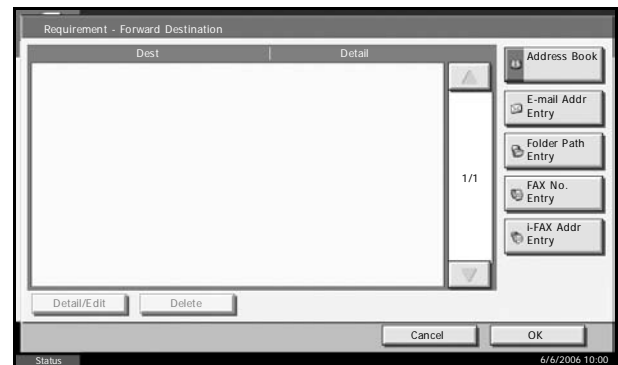 Requirement - Forward Destination
Dest | Detail
Address Book
E-mail Addr
Entry
Folder Path
Entry
1/1
FAX No.
Entry
i-FAX Addr
Entry
Detail/Edit Delete
Cancel OK
Status 6/6/2006 10:00